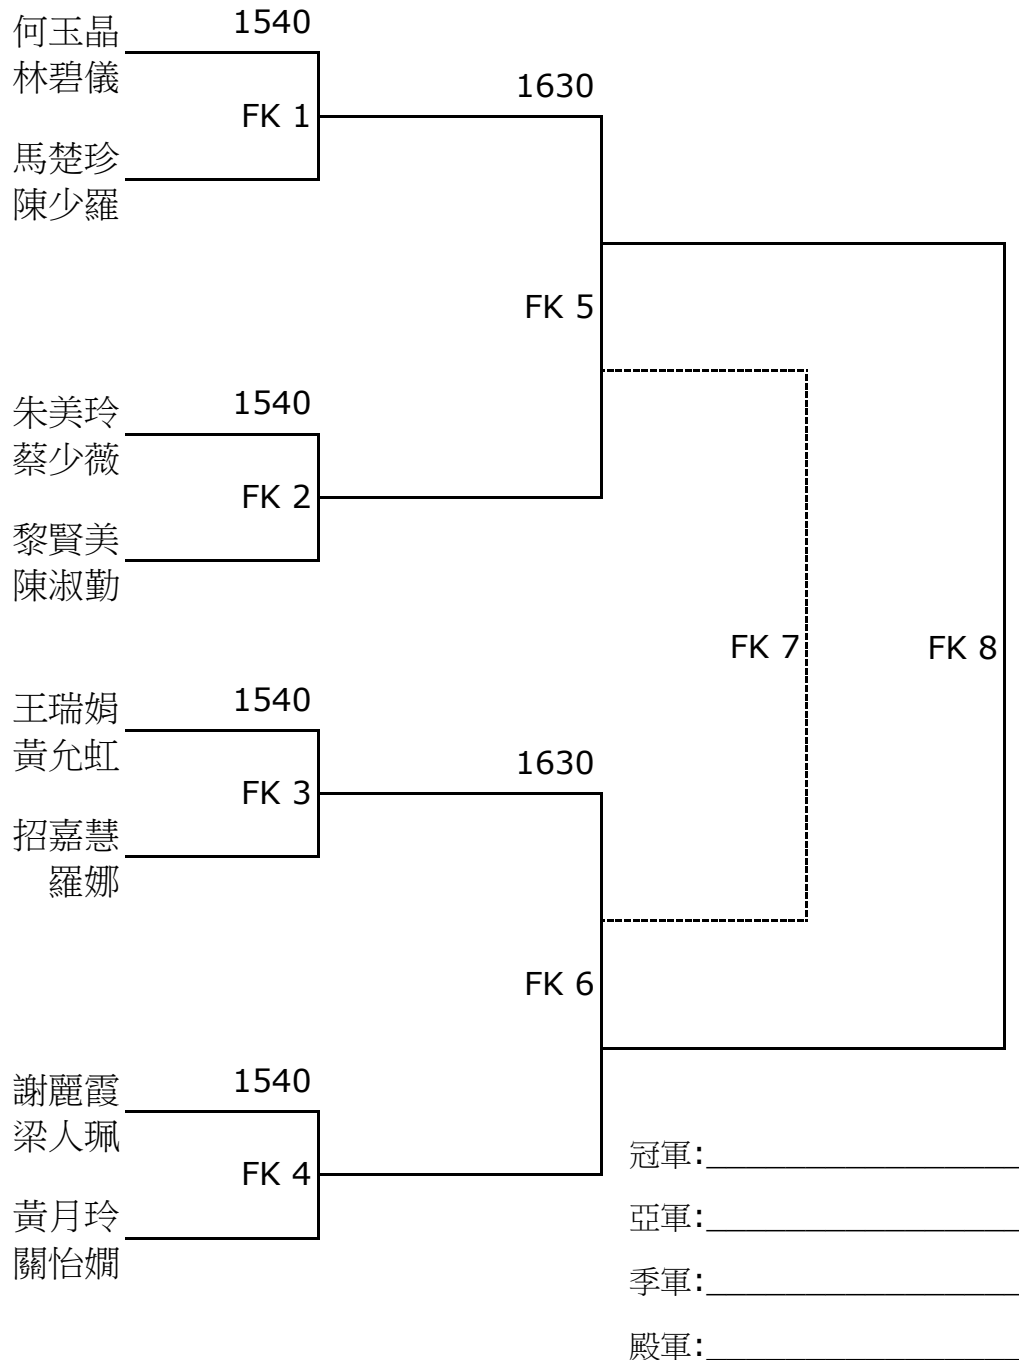 何玉晶
1540
林碧儀
FK 1
1630
馬楚珍
陳少羅
FK 5
朱美玲
1540
蔡少薇
FK 2
黎賢美
陳淑勤
FK 7
FK 8
王瑞娟
1540
黃允虹
FK 3
1630
招嘉慧
羅娜
FK 6
謝麗霞
1540
梁人珮
FK 4
黃月玲
關怡嫺
冠軍:
亞軍:
季軍:
殿軍: